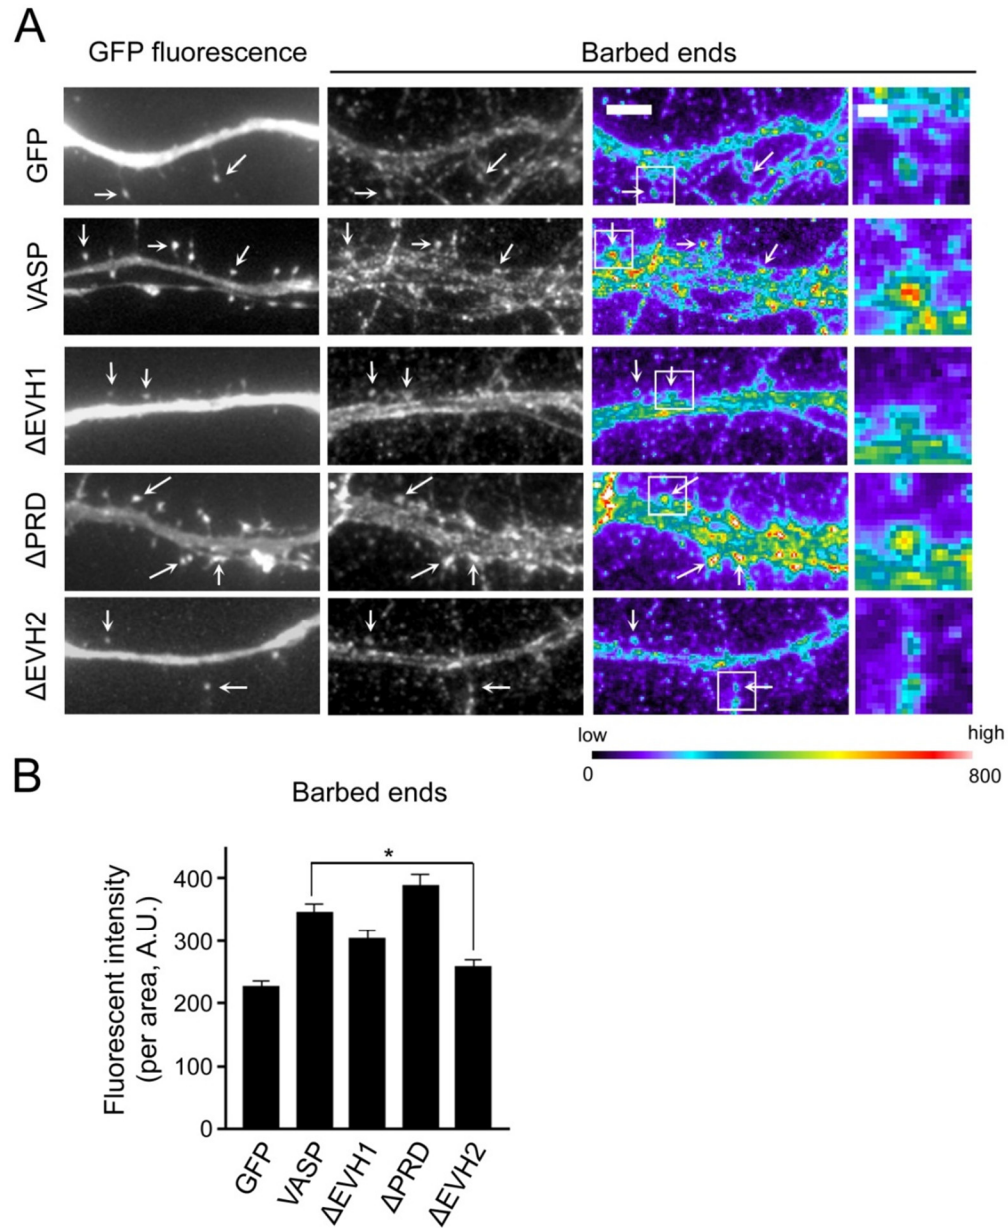 A
GFP fluorescence
Barbed ends
GFP
VASP
ΔEVH1
ΔPRD
ΔEVH2
low
high
0
800
B
Barbed ends
*
Fluorescent intensity
(per area, A.U.)
400
300
200
100
0
GFP
VASP
ΔEVH1
ΔPRD
ΔEVH2